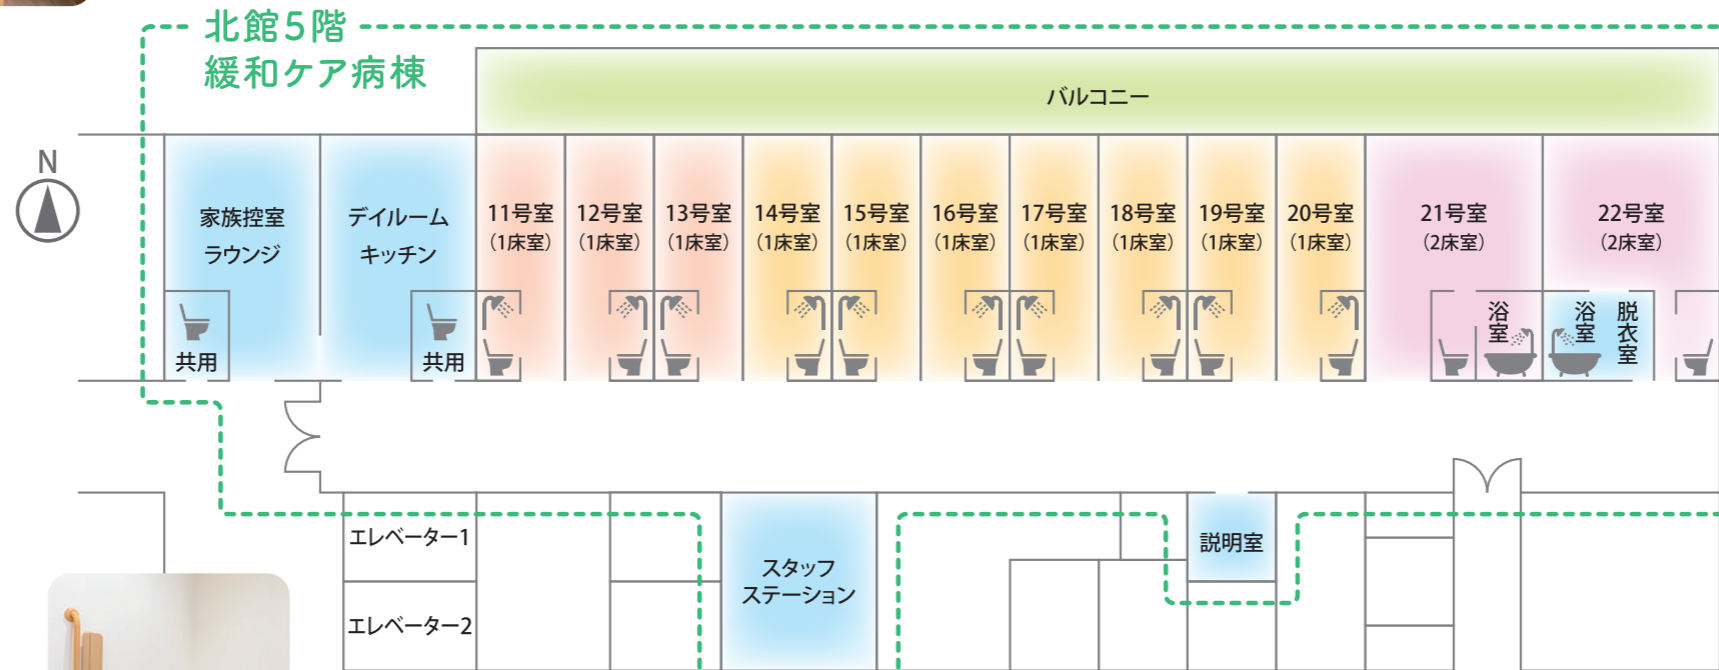 北館5階
緩和ケア病棟
バルコニー
N
家族控室
ラウンジ
デイルーム
キッチン
11号室
（1床室）
12号室
（1床室）
13号室
（1床室）
14号室
（1床室）
15号室
（1床室）
16号室
（1床室）
17号室
（1床室）
18号室
（1床室）
19号室
（1床室）
20号室
（1床室）
21号室
（2床室）
22号室
（2床室）
共用
共用
浴室
浴室
脱衣室
エレベーター1
エレベーター2
スタッフ
ステーション
説明室